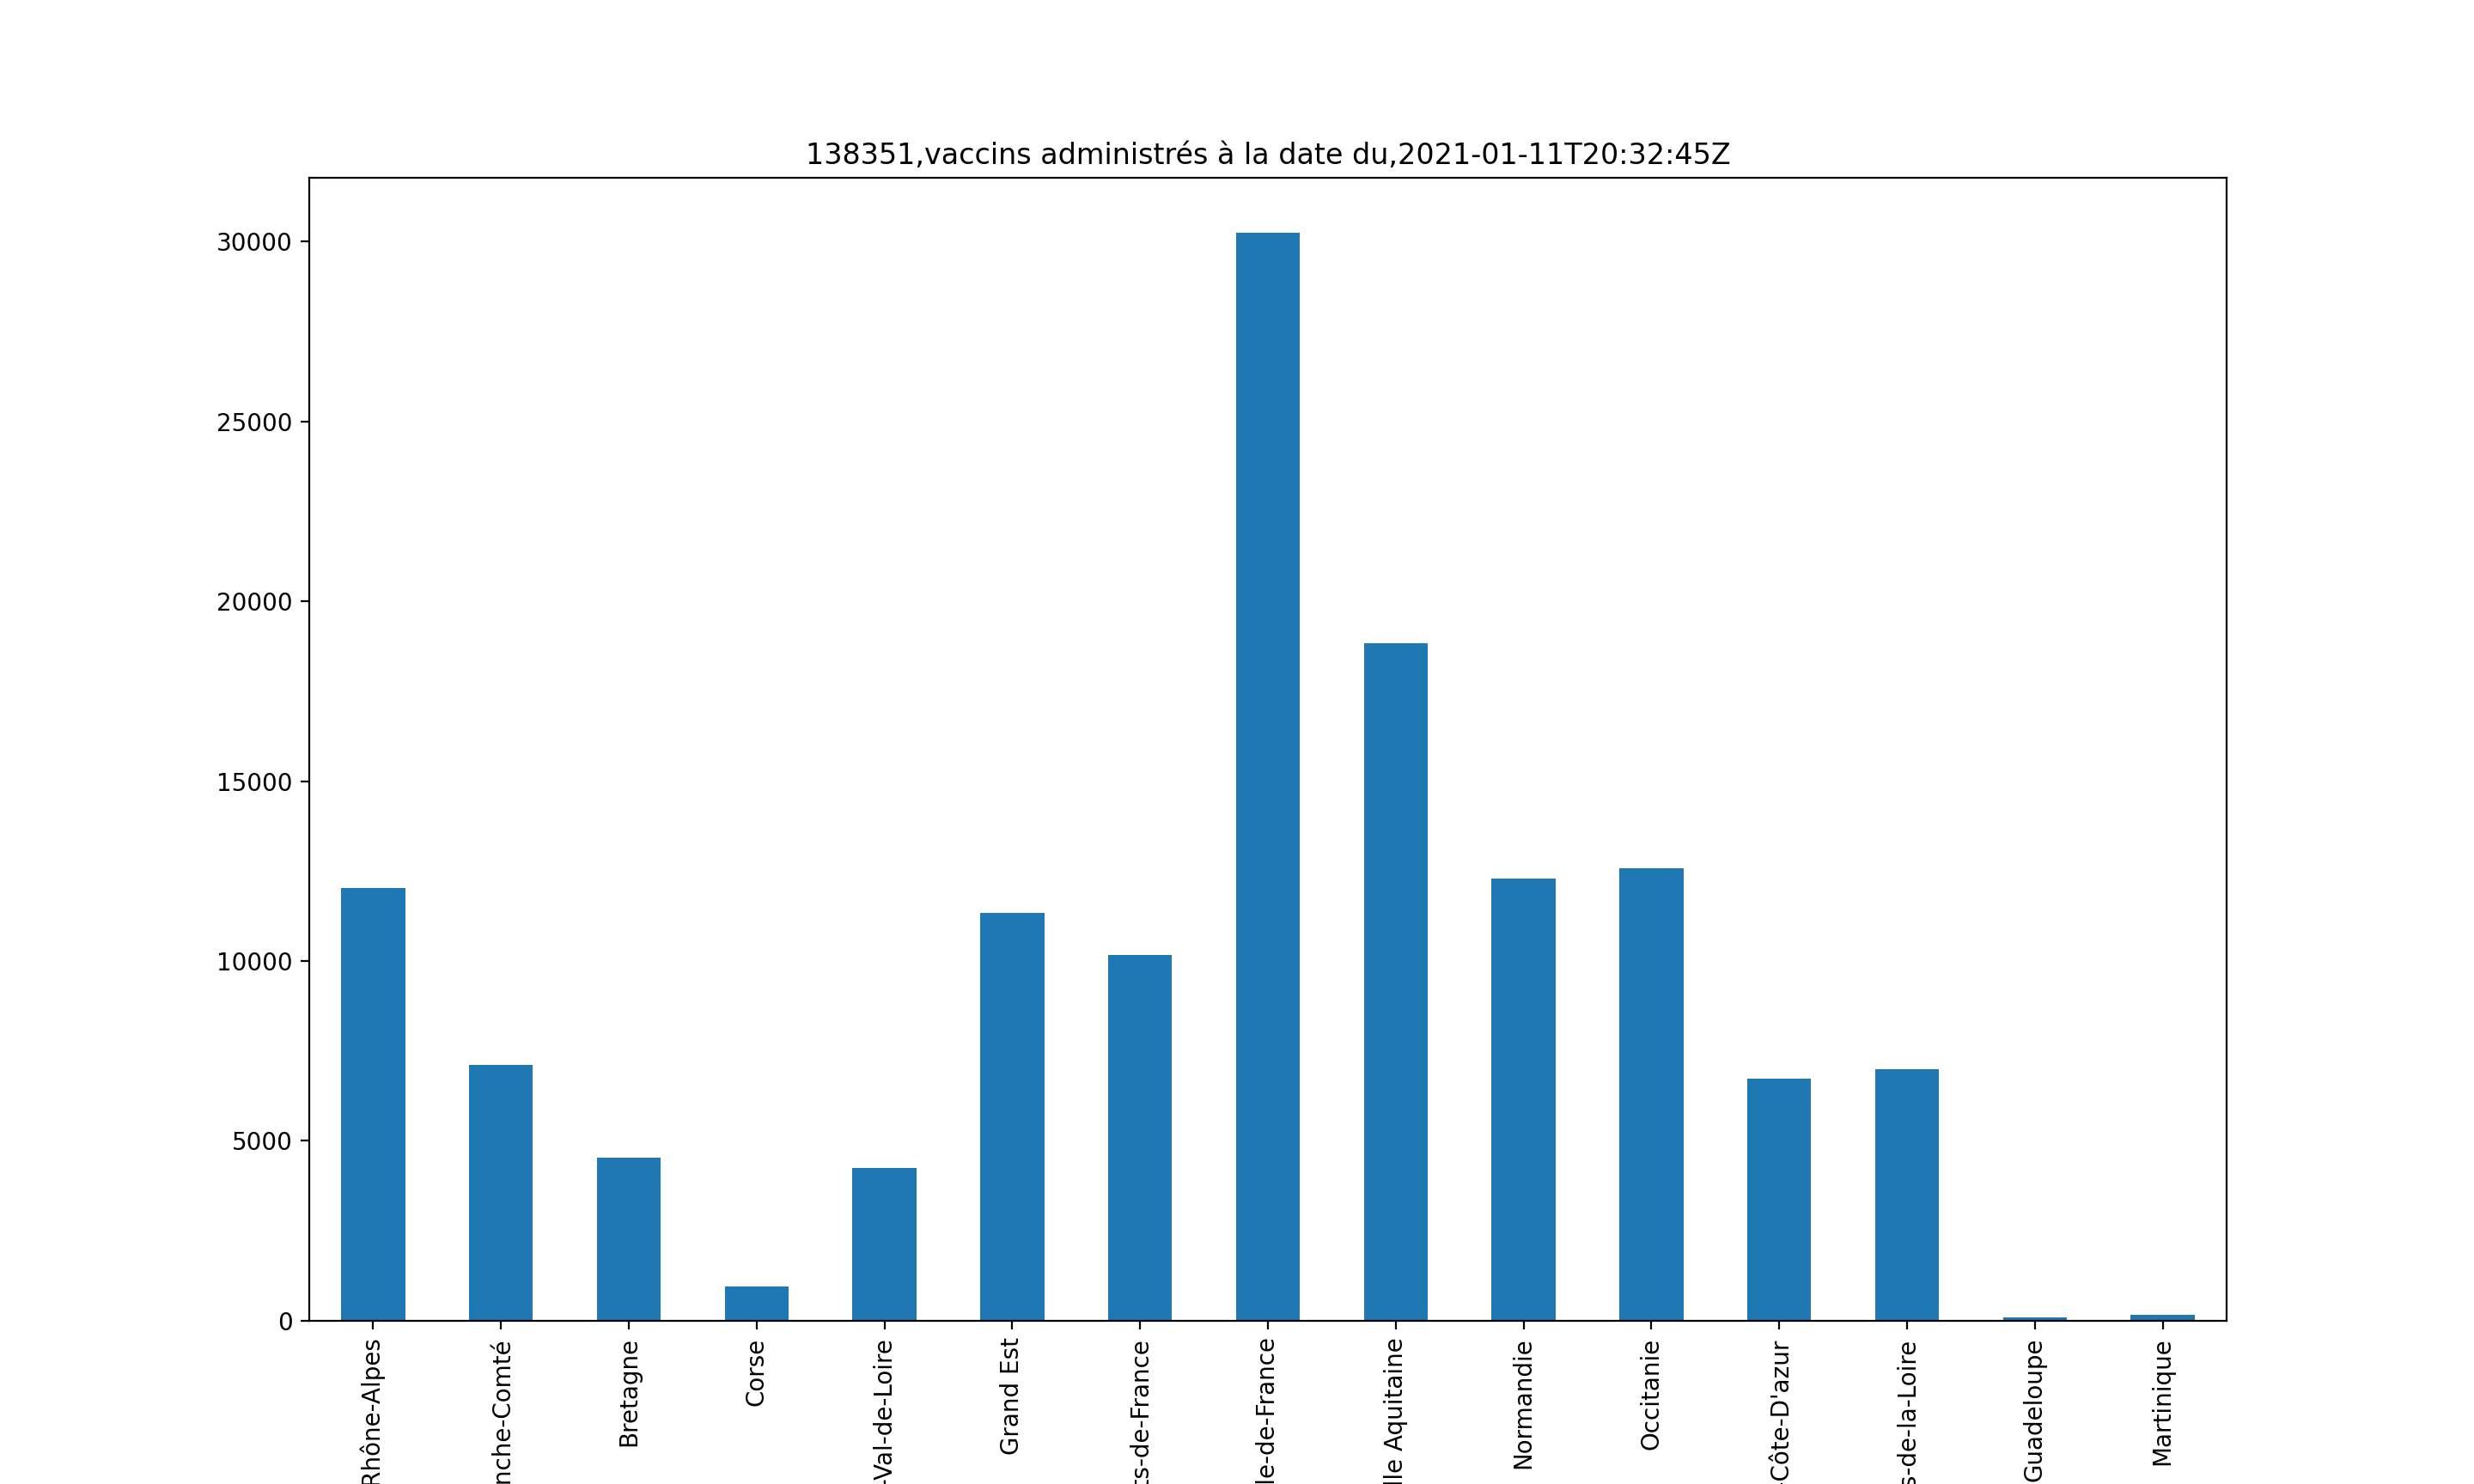 138351,vaccins administrés à la date du,2021-01-11T20:32:45Z
30000
25000
20000
15000
10000
5000
0
Rhône-Alpes
nche-Comté
Bretagne
Corse
-Val-de-Loire
Grand Est
ts-de-France
le-de-France
lle Aquitaine
Normandie
Occitanie
-Côte-D'azur
s-de-la-Loire
Guadeloupe
Martinique